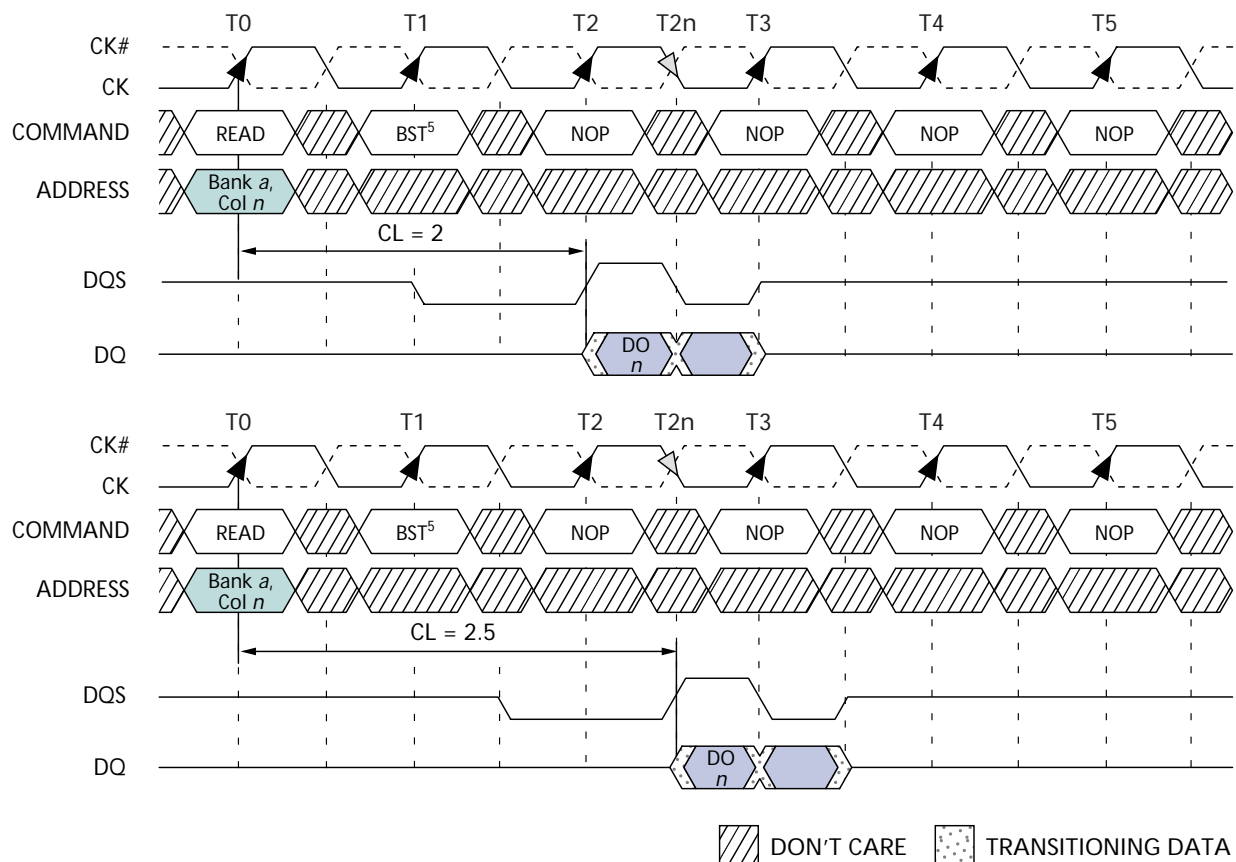 T0 T1 T2 T2n T3 T4 T5
CK#
CK
COMMAND READ BST⁵ NOP NOP NOP NOP
ADDRESS Bank a,
Col n
CL = 2
DQS
DQ DO
n
T0 T1 T2 T2n T3 T4 T5
CK#
CK
COMMAND READ BST⁵ NOP NOP NOP NOP
ADDRESS Bank a,
Col n
CL = 2.5
DQS
DQ DO
n
DON'T CARE TRANSITIONING DATA